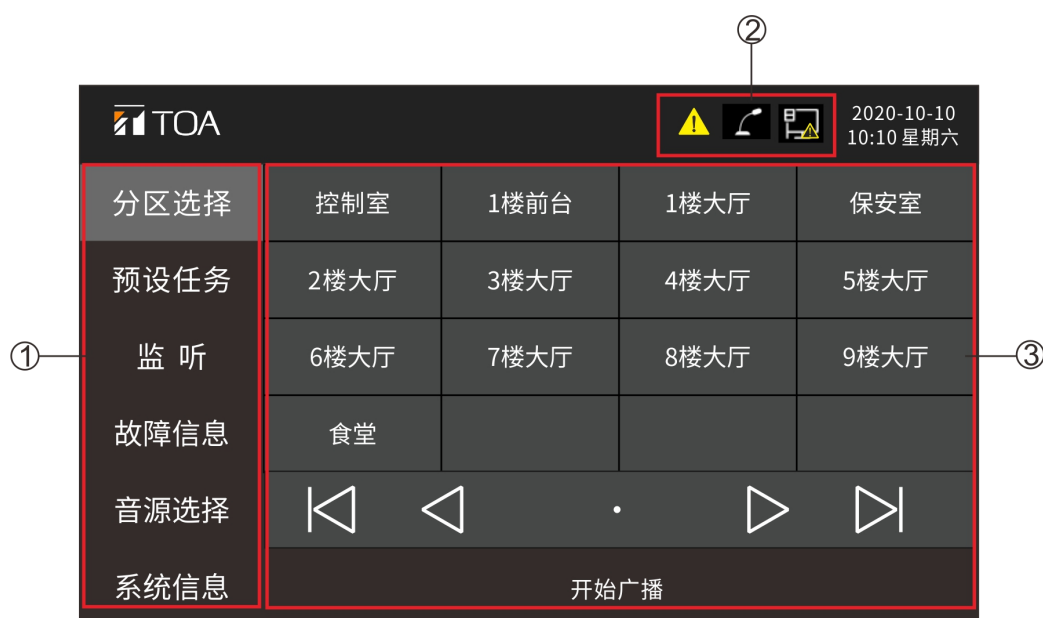 ②
TOA
2020-10-10
10:10 星期六
分区选择
控制室
1楼前台
1楼大厅
保安室
预设任务
2楼大厅
3楼大厅
4楼大厅
5楼大厅
①
监 听
6楼大厅
7楼大厅
8楼大厅
9楼大厅
③
故障信息
食堂
音源选择
系统信息
开始广播